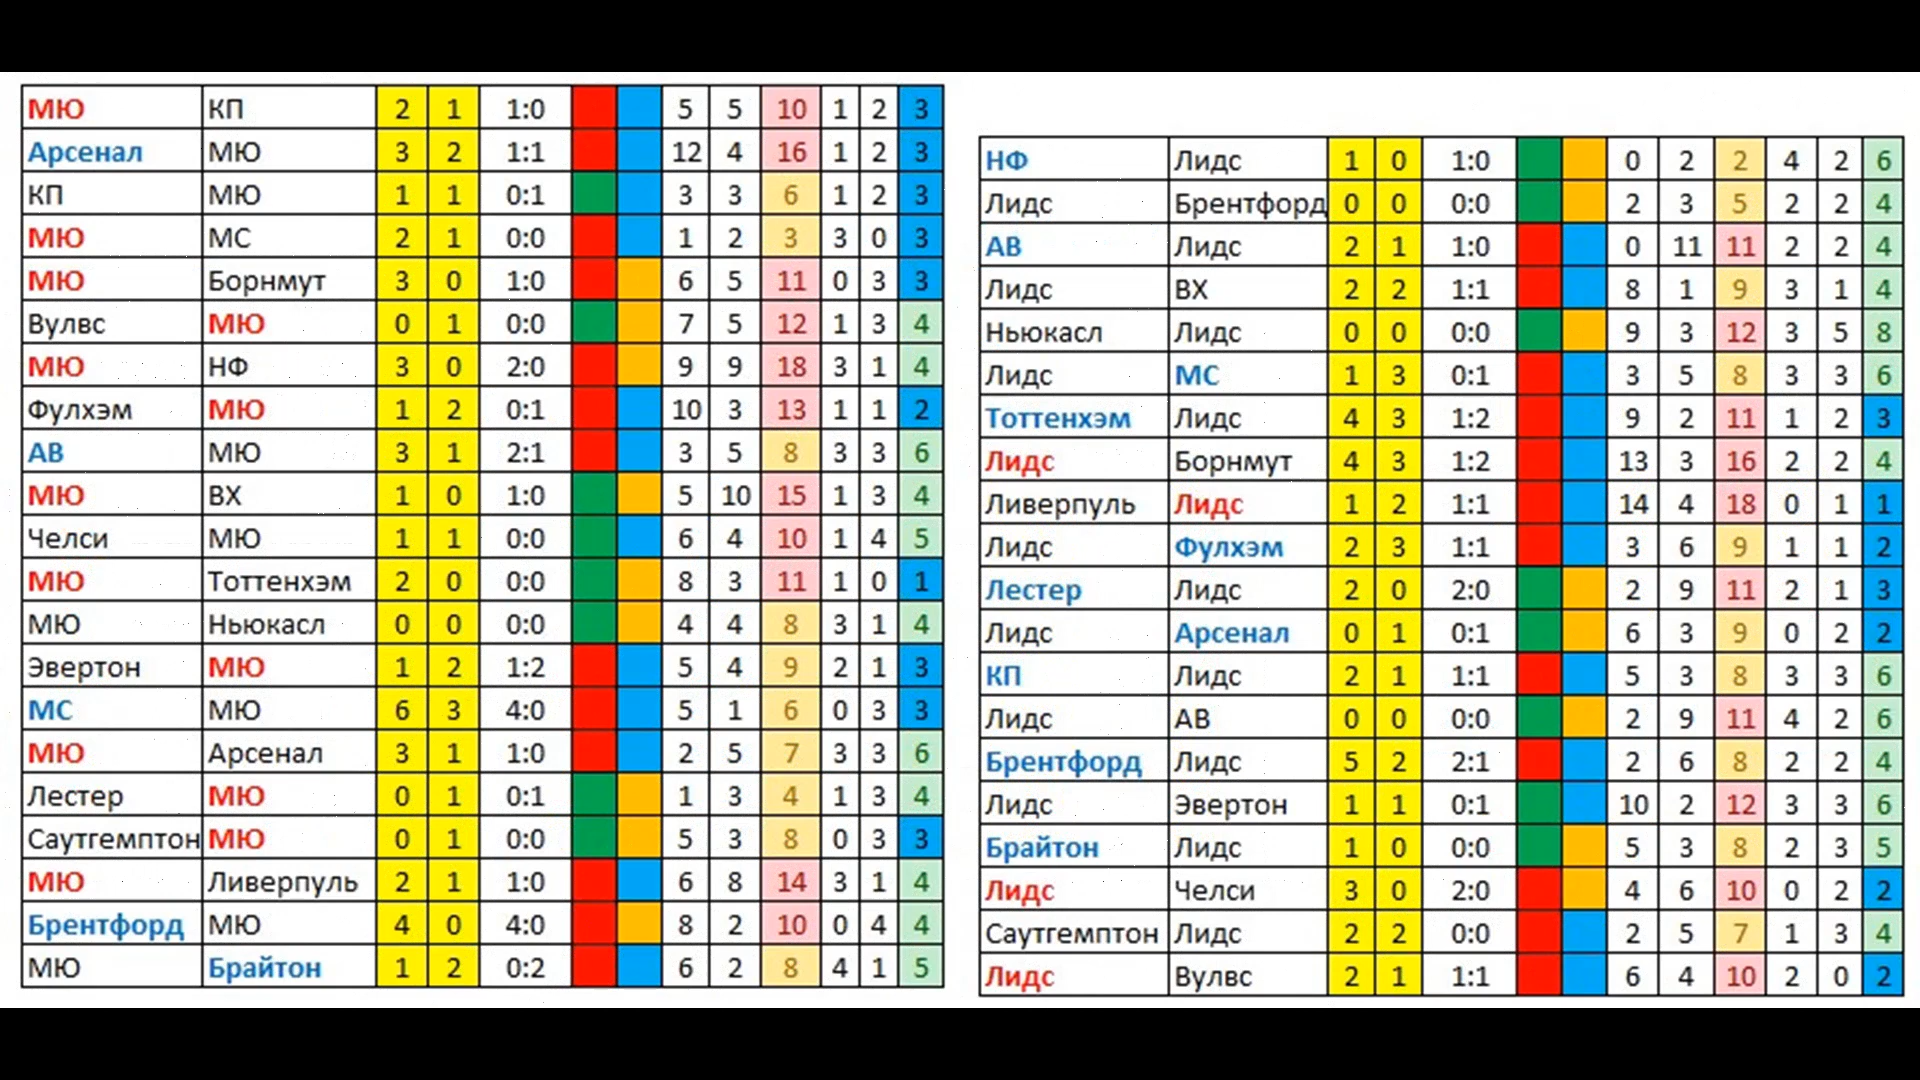 МЮ КП 2 1 1:0 5 5 10 1 2 3
Арсенал МЮ 3 2 1:1 12 4 16 1 2 3
КП МЮ 1 1 0:1 3 3 6 1 2 3
МЮ МС 2 1 0:0 1 2 3 3 0 3
МЮ Борнмут 3 0 1:0 6 5 11 0 3 3
Вулвс МЮ 0 1 0:0 7 5 12 1 3 4
МЮ НФ 3 0 2:0 9 9 18 3 1 4
Фулхэм МЮ 1 2 0:1 10 3 13 1 1 2
АВ МЮ 3 1 2:1 3 5 8 3 3 6
МЮ ВХ 1 0 1:0 5 10 15 1 3 4
Челси МЮ 1 1 0:0 6 4 10 1 4 5
МЮ Тоттенхэм 2 0 0:0 8 3 11 1 0 1
МЮ Ньюкасл 0 0 0:0 4 4 8 3 1 4
Эвертон МЮ 1 2 1:2 5 4 9 2 1 3
МС МЮ 6 3 4:0 5 1 6 0 3 3
МЮ Арсенал 3 1 1:0 2 5 7 3 3 6
Лестер МЮ 0 1 0:1 1 3 4 1 3 4
Саутгемптон МЮ 0 1 0:0 5 3 8 0 3 3
МЮ Ливерпуль 2 1 1:0 6 8 14 3 1 4
Брентфорд МЮ 4 0 4:0 8 2 10 0 4 4
МЮ Брайтон 1 2 0:2 6 2 8 4 1 5
НФ Лидс 1 0 1:0 0 2 2 4 2 6
Лидс Брентфорд 0 0 0:0 2 3 5 2 2 4
АВ Лидс 2 1 1:0 0 11 11 2 2 4
Лидс ВХ 2 2 1:1 8 1 9 3 1 4
Ньюкасл Лидс 0 0 0:0 9 3 12 3 5 8
Лидс МС 1 3 0:1 3 5 8 3 3 6
Тоттенхэм Лидс 4 3 1:2 9 2 11 1 2 3
Лидс Борнмут 4 3 1:2 13 3 16 2 2 4
Ливерпуль Лидс 1 2 1:1 14 4 18 0 1 1
Лидс Фулхэм 2 3 1:1 3 6 9 1 1 2
Лестер Лидс 2 0 2:0 2 9 11 2 1 3
Лидс Арсенал 0 1 0:1 6 3 9 0 2 2
КП Лидс 2 1 1:1 5 3 8 3 3 6
Лидс АВ 0 0 0:0 2 9 11 4 2 6
Брентфорд Лидс 5 2 2:1 2 6 8 2 2 4
Лидс Эвертон 1 1 0:1 10 2 12 3 3 6
Брайтон Лидс 1 0 0:0 5 3 8 2 3 5
Лидс Челси 3 0 2:0 4 6 10 0 2 2
Саутгемптон Лидс 2 2 0:0 2 5 7 1 3 4
Лидс Вулвс 2 1 1:1 6 4 10 2 0 2